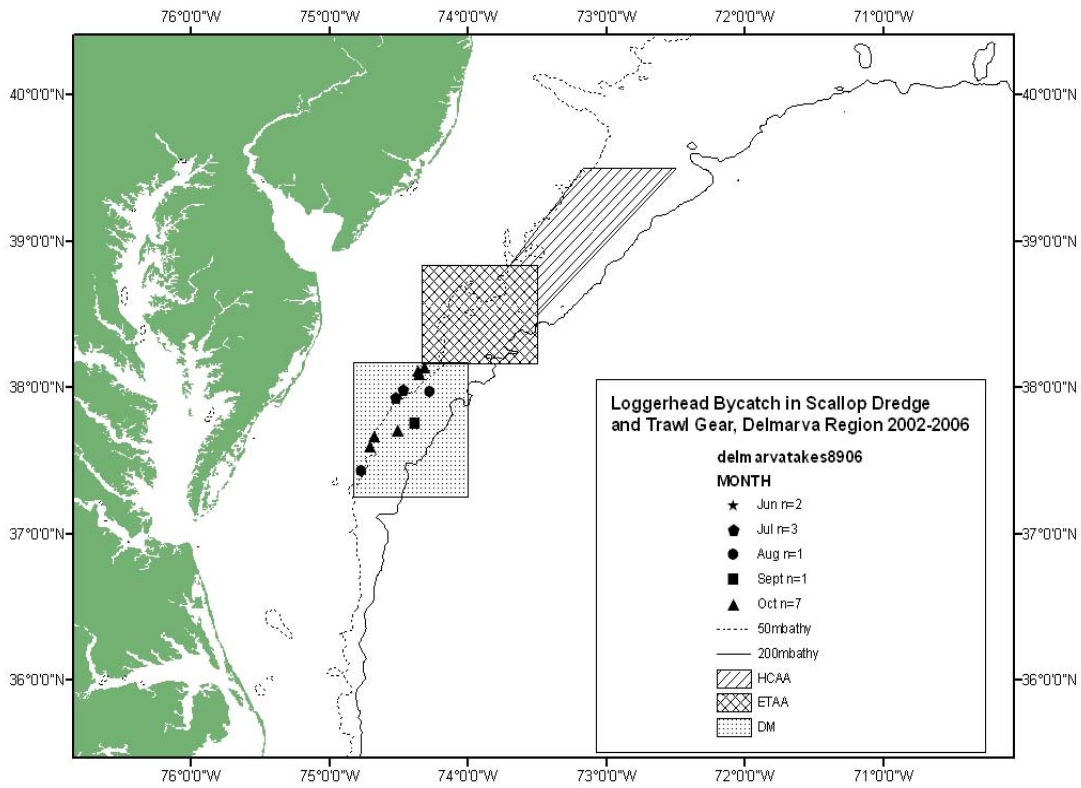 76°0'0"W 75°0'0"W 74°0'0"W 73°0'0"W 72°0'0"W 71°0'0"W
40°0'0"N 40°0'0"N
39°0'0"N 39°0'0"N
38°0'0"N 38°0'0"N
37°0'0"N 37°0'0"N
36°0'0"N 36°0'0"N
Loggerhead Bycatch in Scallop Dredge
and Trawl Gear, Delmarva Region 2002-2006
delmarvatakes8906
MONTH
Jun n=2
Jul n=3
Aug n=1
Sept n=1
Oct n=7
50mbathy
200mbathy
HCAA
ETAA
DM
76°0'0"W 75°0'0"W 74°0'0"W 73°0'0"W 72°0'0"W 71°0'0"W